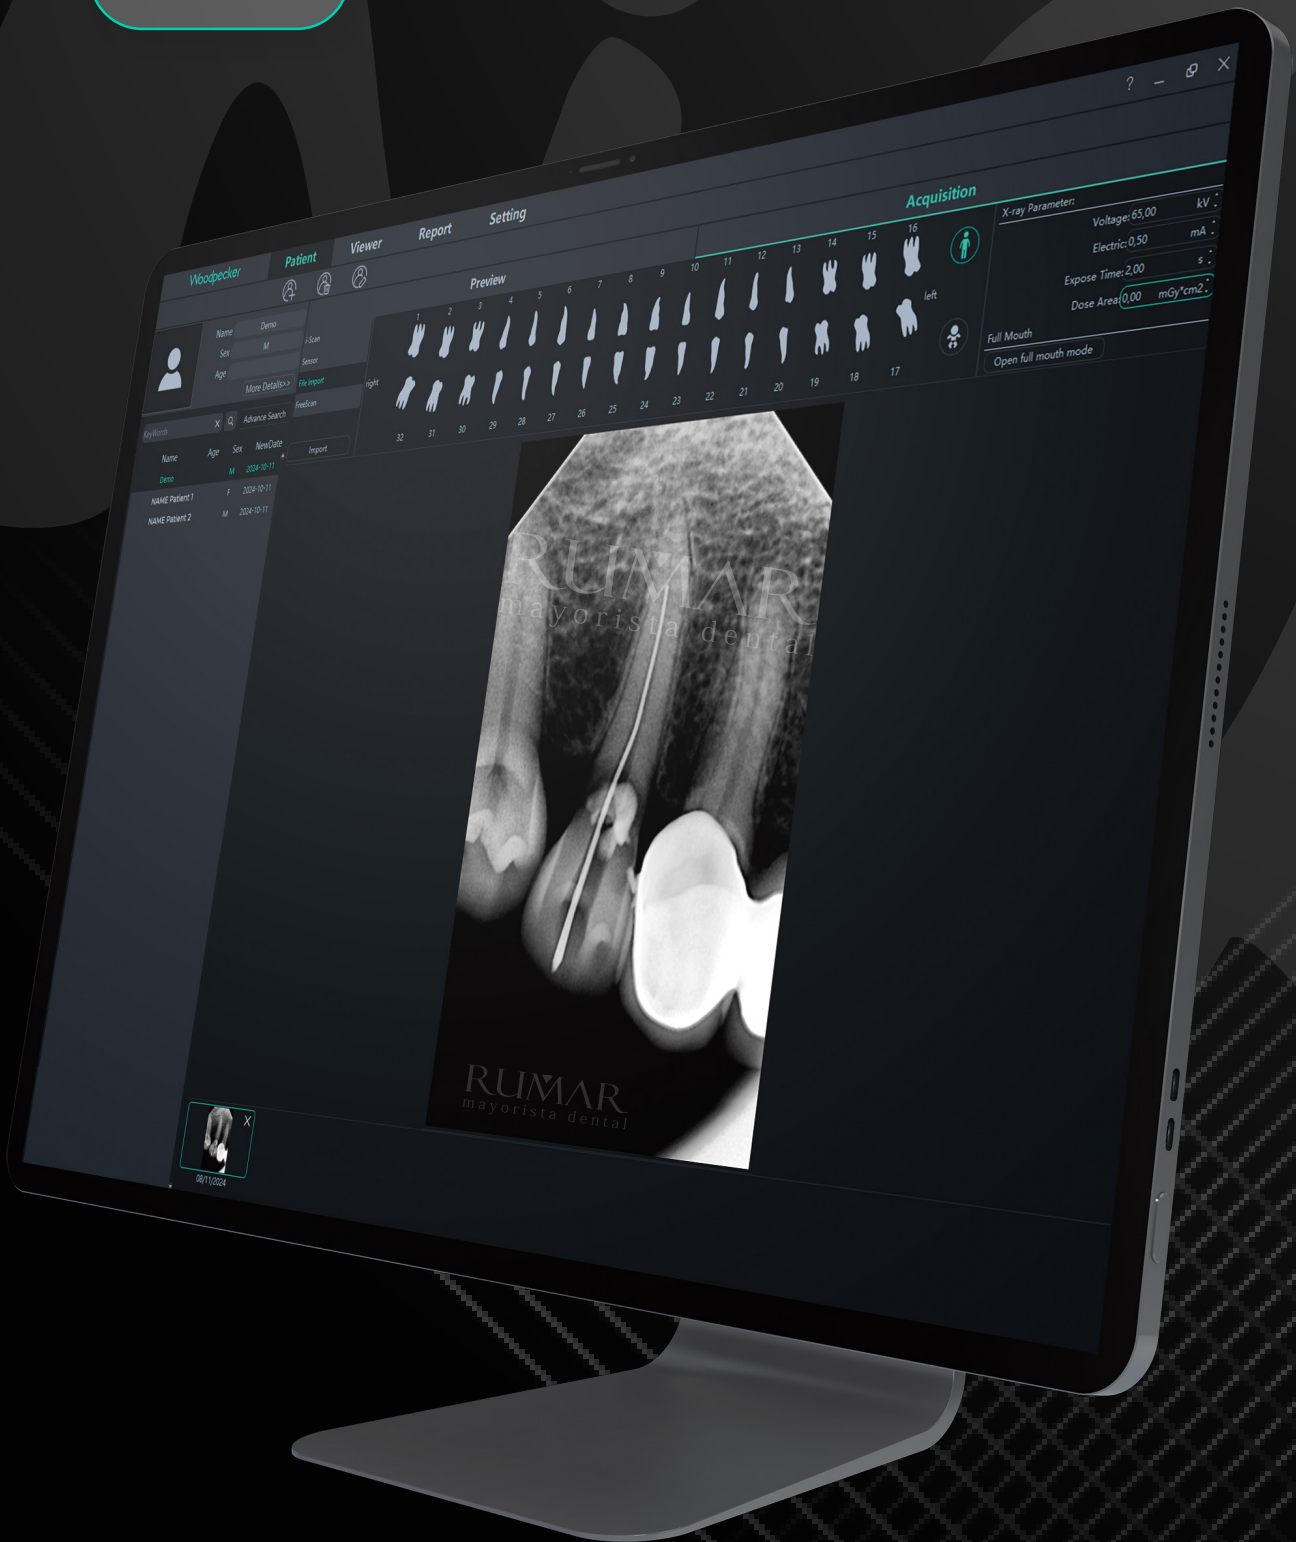 ? — X
Woodpecker Patient Viewer Report Setting
Preview
Acquisition
Name Demo
Sex M
Age
More Details>>
KeyWords X Advance Search
Name Age Sex NewDate
Demo M 2024-10-11
NAME Patient 1 F 2024-10-11
NAME Patient 2 M 2024-10-11
i-Scan
Sensor
File Import
FreeScan
Import
1 2 3 4 5 6 7 8 9 10 11 12 13 14 15 16
right
left
32 31 30 29 28 27 26 25 24 23 22 21 20 19 18 17
X-ray Parameter:
Voltage: 65,00 kV
Electric: 0,50 mA
Expose Time: 2,00 s
Dose Area: 0,00 mGy*cm2
Full Mouth
Open full mouth mode
RUMAR
mayorista dental
RUMAR
mayorista dental
X
08/11/2024